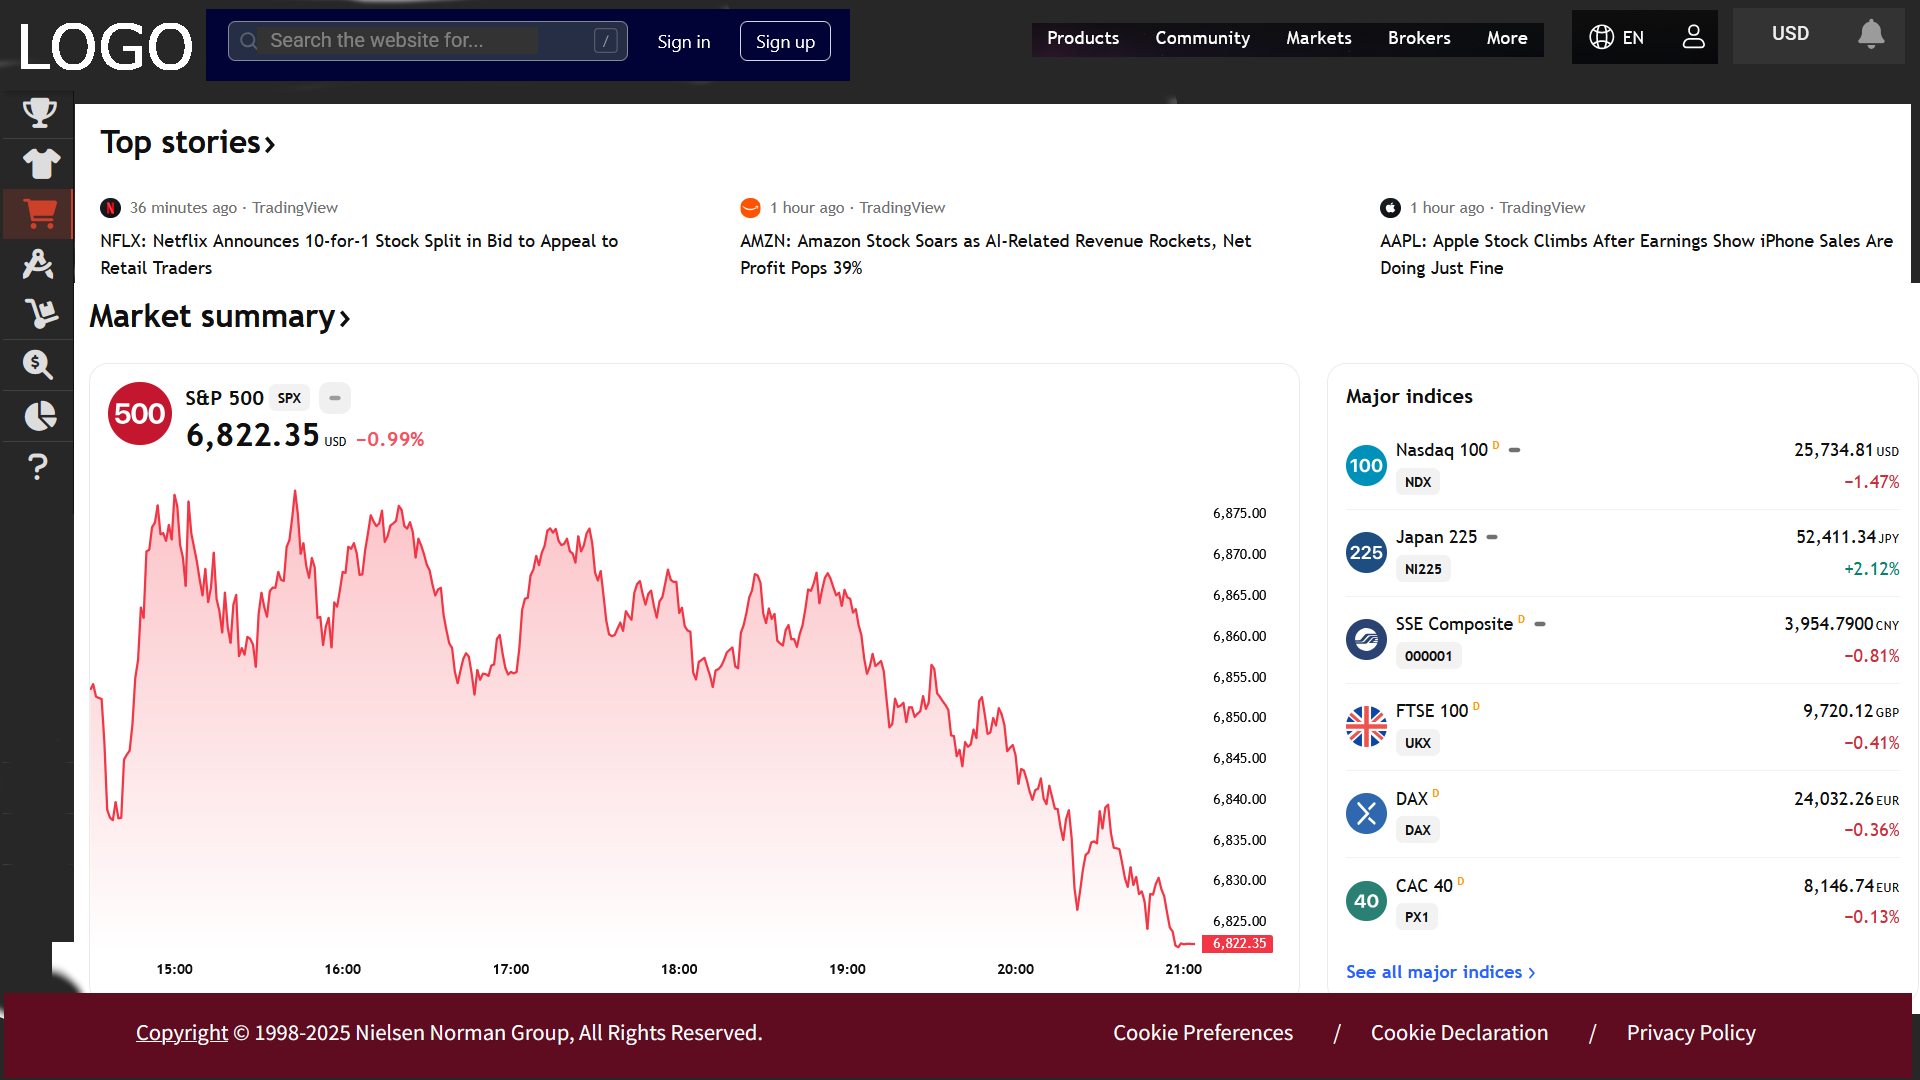 LOGO
Search the website for...
/
Sign in
Sign up
Products
Community
Markets
Brokers
More
EN
USD
Top stories
36 minutes ago · TradingView
NFLX: Netflix Announces 10-for-1 Stock Split in Bid to Appeal to
Retail Traders
1 hour ago · TradingView
AMZN: Amazon Stock Soars as AI-Related Revenue Rockets, Net
Profit Pops 39%
1 hour ago · TradingView
AAPL: Apple Stock Climbs After Earnings Show iPhone Sales Are
Doing Just Fine
Market summary
500
S&P 500 SPX
6,822.35 USD −0.99%
6,875.00
6,870.00
6,865.00
6,860.00
6,855.00
6,850.00
6,845.00
6,840.00
6,835.00
6,830.00
6,825.00
6,822.35
15:00 16:00 17:00 18:00 19:00 20:00 21:00
Major indices
100
Nasdaq 100 D
NDX
25,734.81 USD
−1.47%
225
Japan 225
NI225
52,411.34 JPY
+2.12%
SSE Composite D
000001
3,954.7900 CNY
−0.81%
FTSE 100 D
UKX
9,720.12 GBP
−0.41%
DAX D
DAX
24,032.26 EUR
−0.36%
40
CAC 40 D
PX1
8,146.74 EUR
−0.13%
See all major indices
Copyright © 1998-2025 Nielsen Norman Group, All Rights Reserved.
Cookie Preferences / Cookie Declaration / Privacy Policy